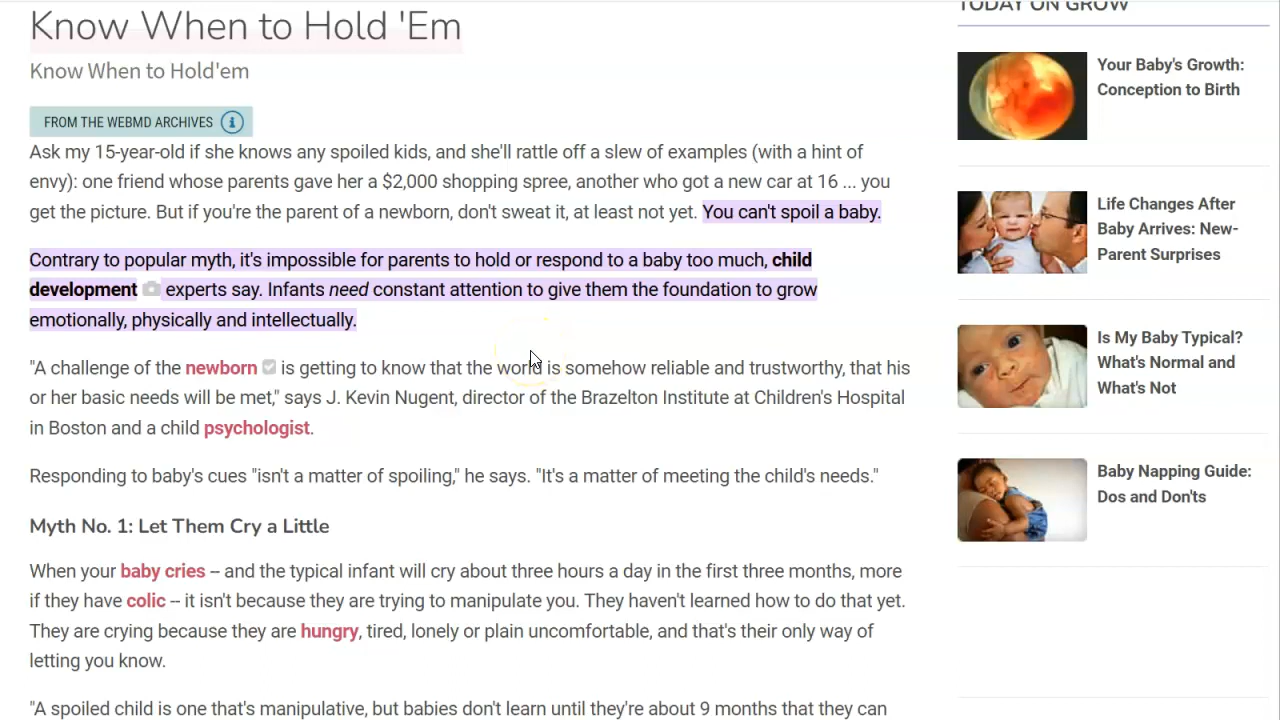 Know When to Hold 'Em
Know When to Hold'em
FROM THE WEBMD ARCHIVES
Ask my 15-year-old if she knows any spoiled kids, and she'll rattle off a slew of examples (with a hint of
envy): one friend whose parents gave her a $2,000 shopping spree, another who got a new car at 16 ... you
get the picture. But if you're the parent of a newborn, don't sweat it, at least not yet. You can't spoil a baby.
Contrary to popular myth, it's impossible for parents to hold or respond to a baby too much, child
development experts say. Infants need constant attention to give them the foundation to grow
emotionally, physically and intellectually.
"A challenge of the newborn is getting to know that the world is somehow reliable and trustworthy, that his
or her basic needs will be met," says J. Kevin Nugent, director of the Brazelton Institute at Children's Hospital
in Boston and a child psychologist.
Responding to baby's cues "isn't a matter of spoiling," he says. "It's a matter of meeting the child's needs."
Myth No. 1: Let Them Cry a Little
When your baby cries -- and the typical infant will cry about three hours a day in the first three months, more
if they have colic -- it isn't because they are trying to manipulate you. They haven't learned how to do that yet.
They are crying because they are hungry, tired, lonely or plain uncomfortable, and that's their only way of
letting you know.
"A spoiled child is one that's manipulative, but babies don't learn until they're about 9 months that they can
TODAY ON GROW
Your Baby's Growth:
Conception to Birth
Life Changes After
Baby Arrives: New-
Parent Surprises
Is My Baby Typical?
What's Normal and
What's Not
Baby Napping Guide:
Dos and Don'ts